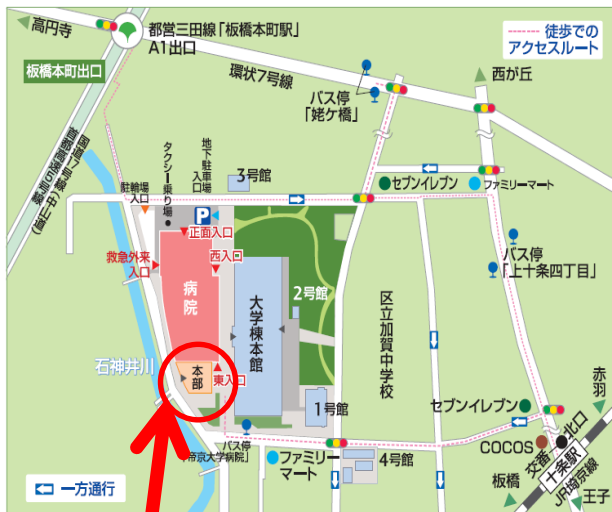 高円寺
都営三田線「板橋本町駅」
A1出口
徒歩での
アクセスルート
板橋本町出口
環状7号線
西が丘
バス停
「姥ケ橋」
国道17号線(中山道)
首都高速5号線
タクシー乗り場
地下駐車場
入口
駐輪場
入口
3号館
P
セブンイレブン
ファミリーマート
正面入口
救急外来
入口
西入口
病院
大学棟本館
2号館
区立加賀中学校
バス停
「上十条四丁目」
石神井川
本部
東入口
1号館
赤羽
セブンイレブン
バス停
「帝京大学病院」
ファミリー
マート
4号館
COCOS
交番
北口
十条駅
JR埼京線
板橋
王子
一方通行